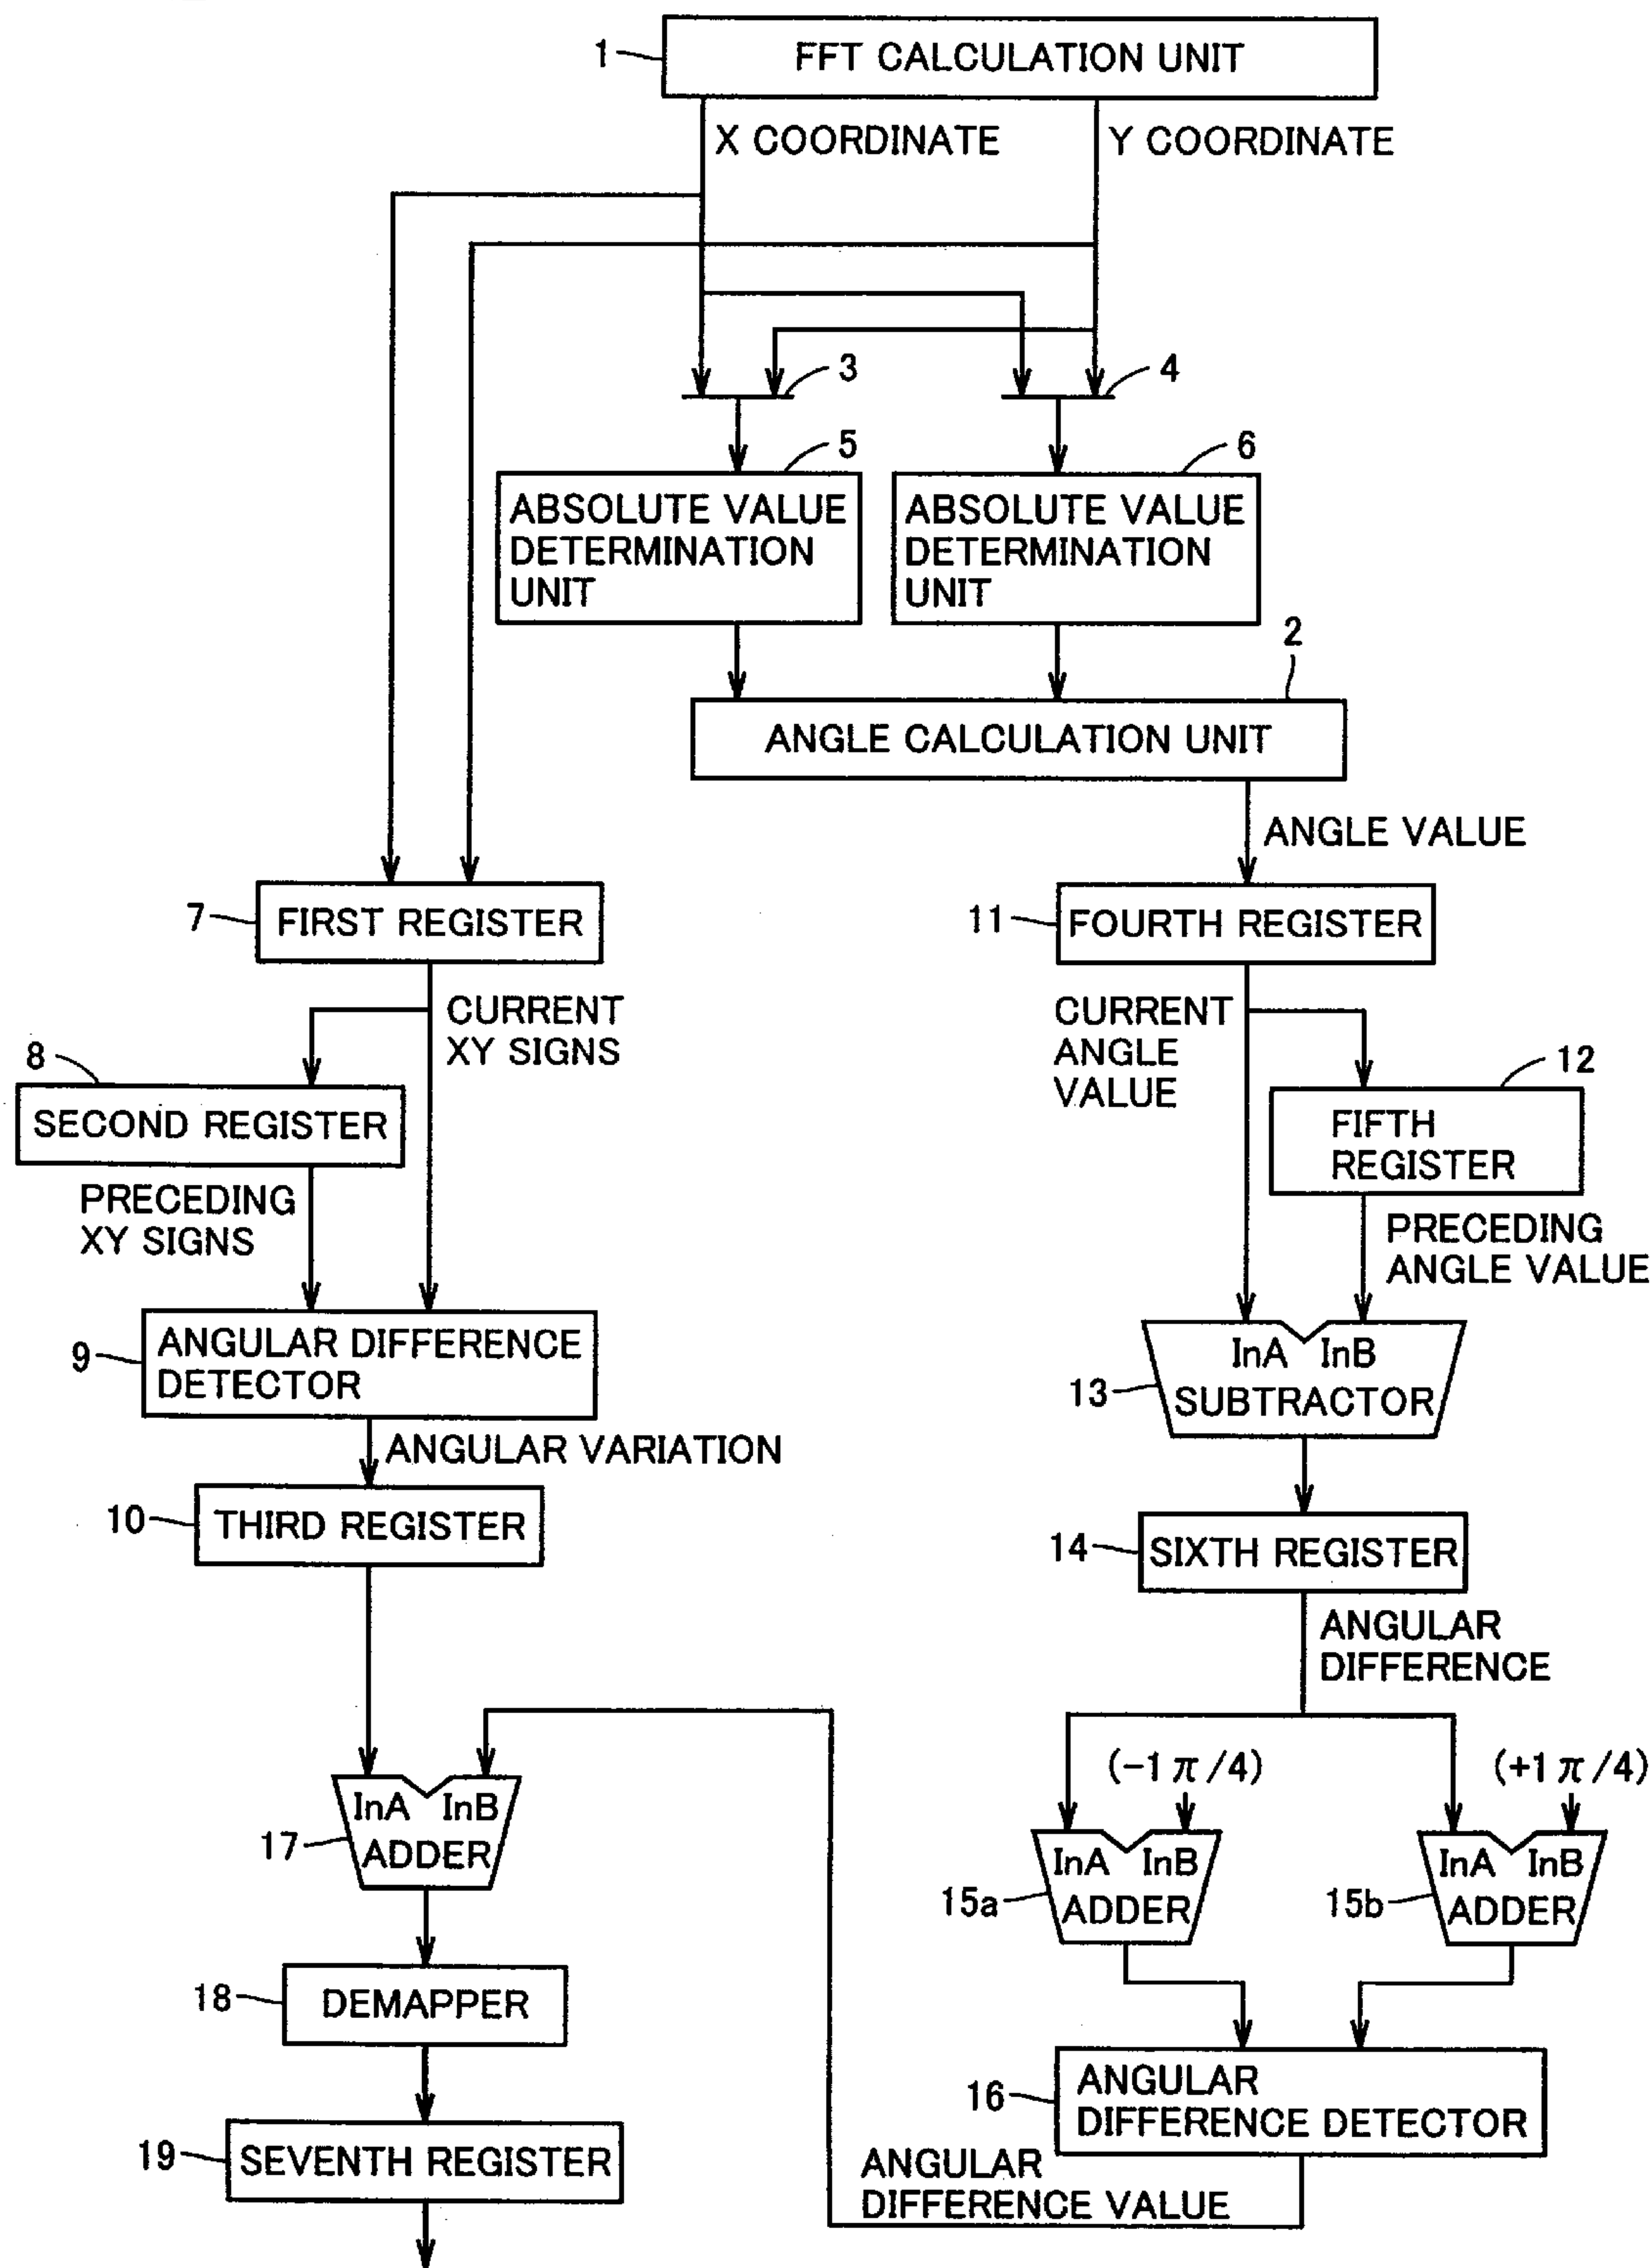 1
FFT CALCULATION UNIT
X COORDINATE
Y COORDINATE
3
4
5
6
ABSOLUTE VALUE
DETERMINATION
UNIT
ABSOLUTE VALUE
DETERMINATION
UNIT
2
ANGLE CALCULATION UNIT
ANGLE VALUE
7
FIRST REGISTER
11
FOURTH REGISTER
CURRENT
XY SIGNS
CURRENT
ANGLE
VALUE
8
SECOND REGISTER
12
FIFTH
REGISTER
PRECEDING
XY SIGNS
PRECEDING
ANGLE VALUE
9
ANGULAR DIFFERENCE
DETECTOR
InA InB
13
SUBTRACTOR
ANGULAR VARIATION
10
THIRD REGISTER
14
SIXTH REGISTER
ANGULAR
DIFFERENCE
(-1 π/4)
(+1 π/4)
InA InB
17
ADDER
InA InB
15a
ADDER
InA InB
15b
ADDER
18
DEMAPPER
16
ANGULAR
DIFFERENCE DETECTOR
19
SEVENTH REGISTER
ANGULAR
DIFFERENCE VALUE